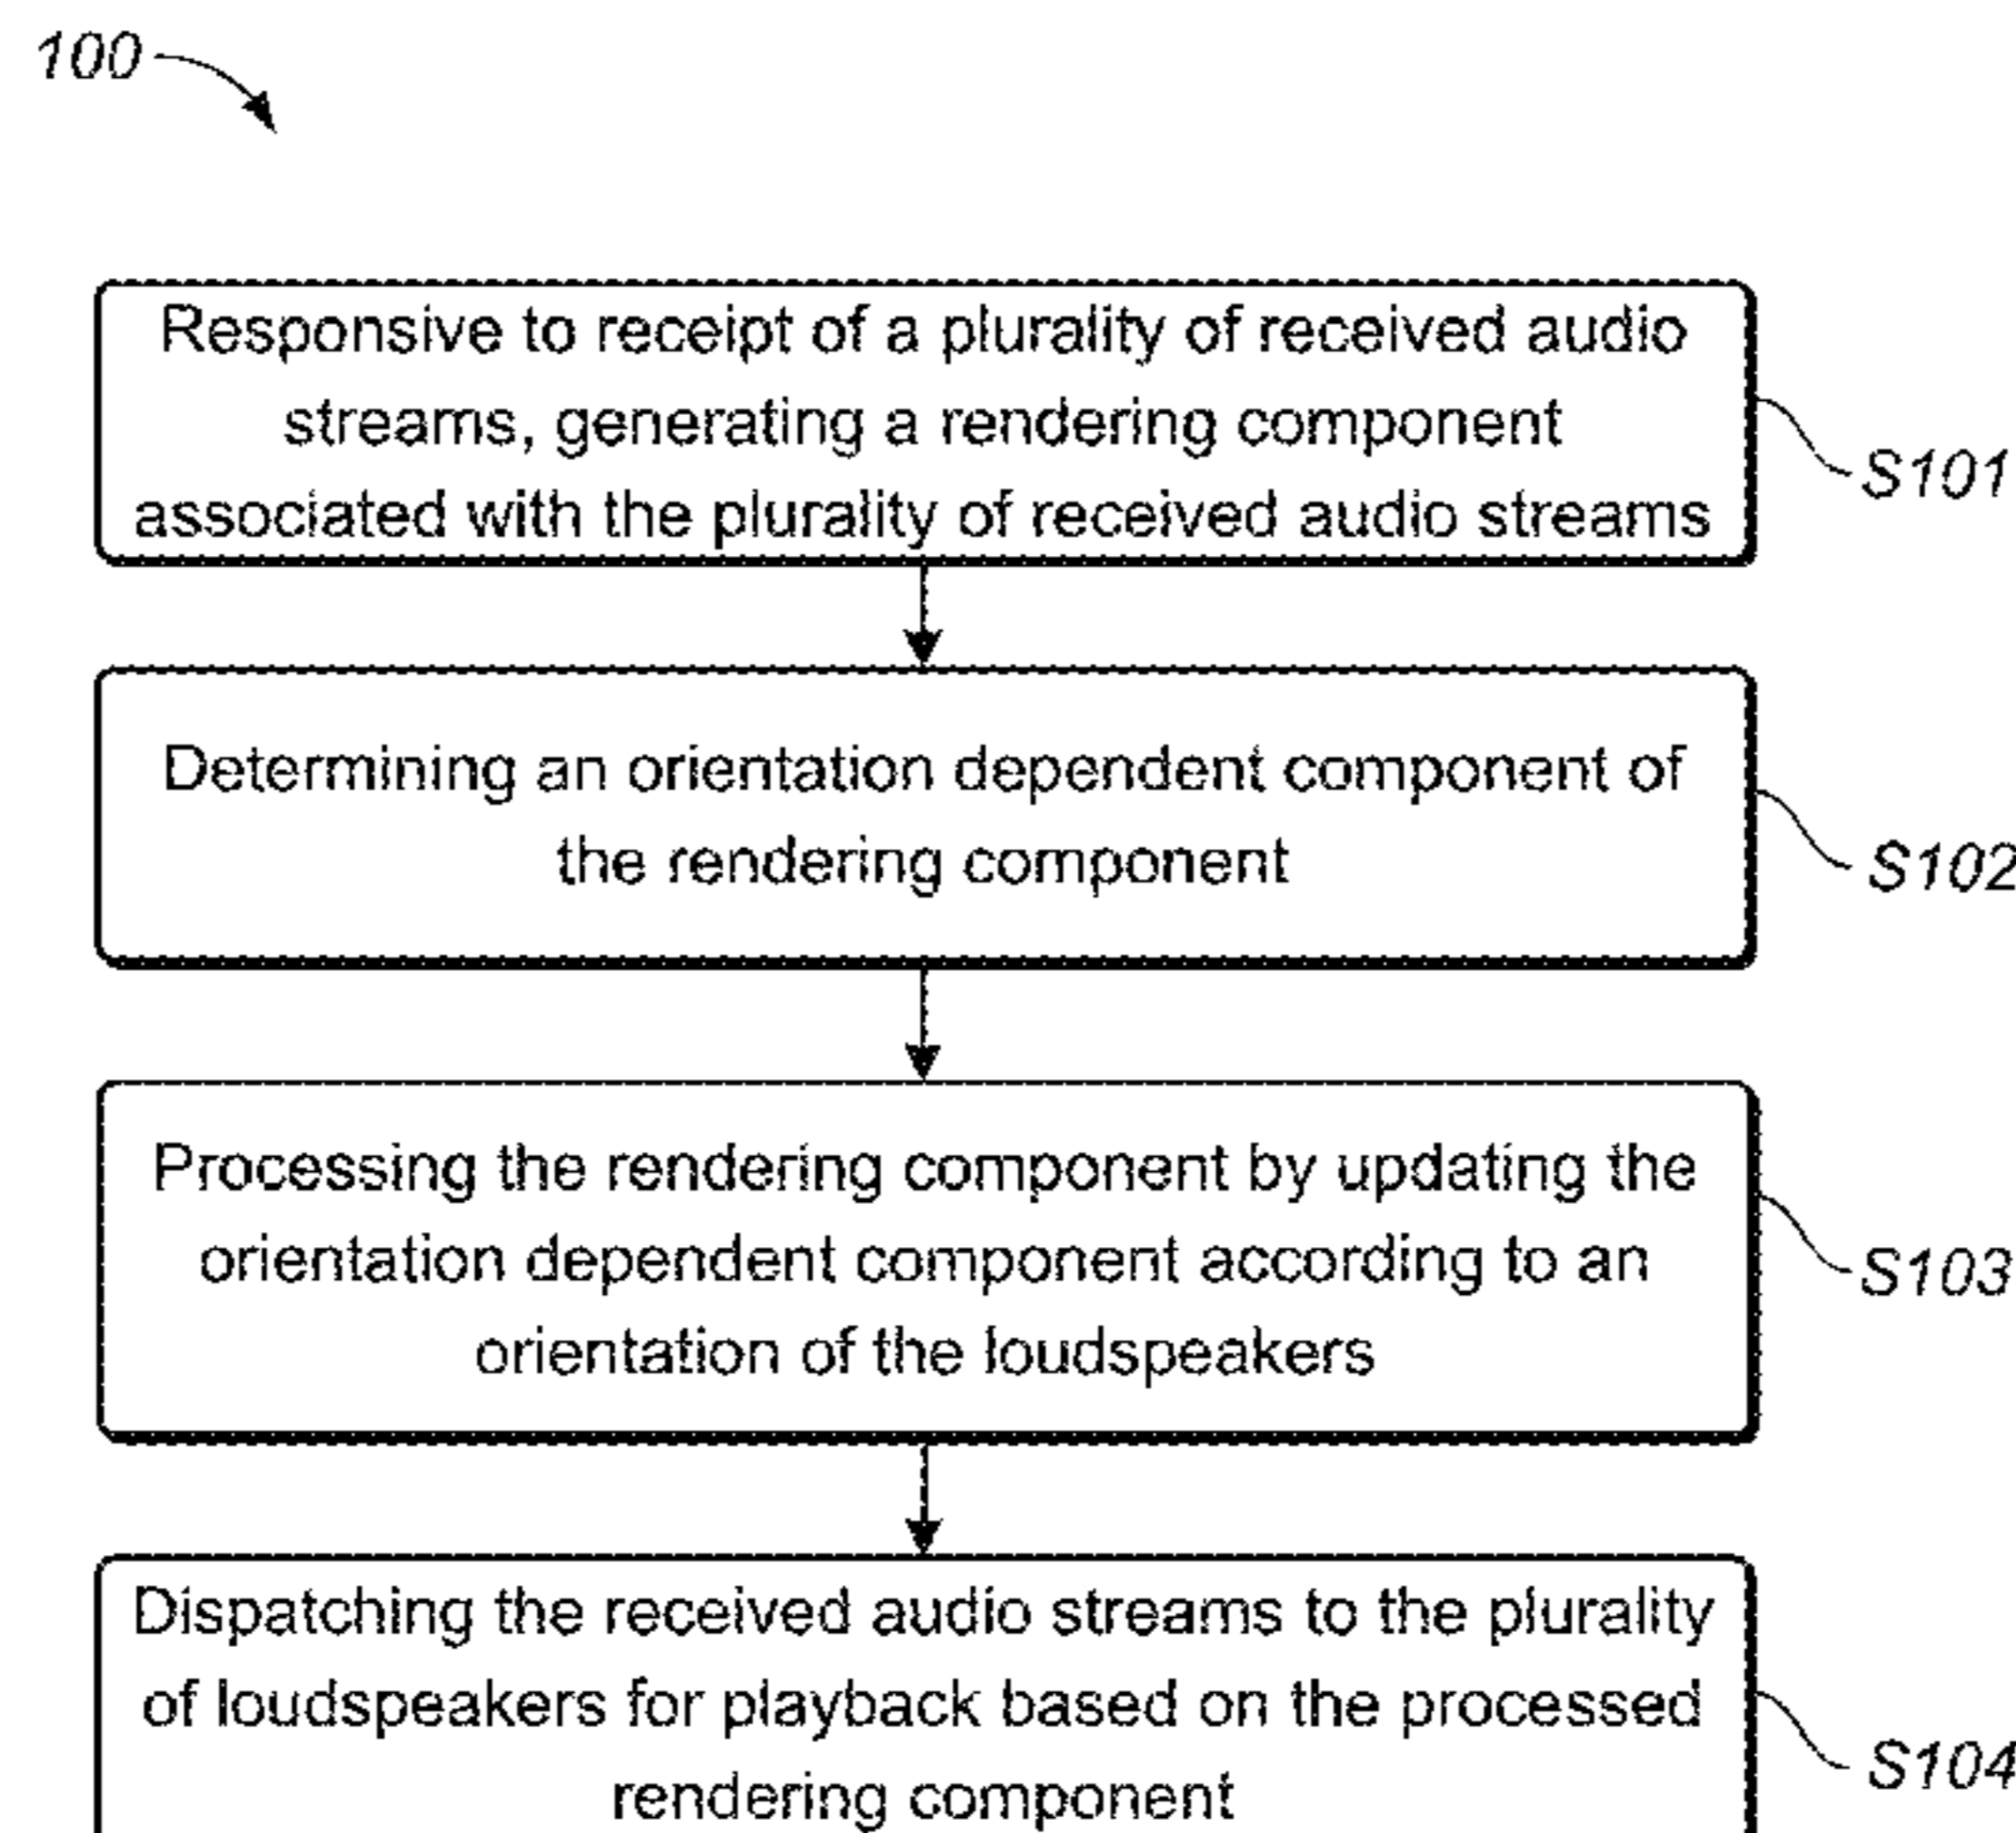 100
Responsive to receipt of a plurality of received audio
streams, generating a rendering component
associated with the plurality of received audio streams
S101
Determining an orientation dependent component of
the rendering component
S102
Processing the rendering component by updating the
orientation dependent component according to an
orientation of the loudspeakers
S103
Dispatching the received audio streams to the plurality
of loudspeakers for playback based on the processed
rendering component
S104